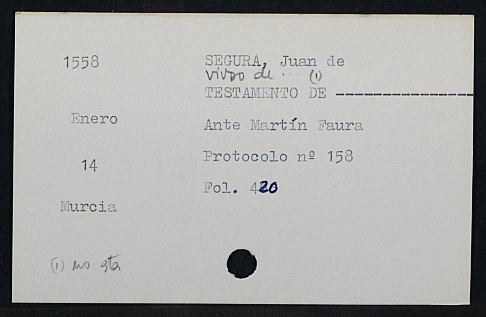 1558
SEGURA, Juan de
viudo de ... (1)
TESTAMENTO DE ----------------
Enero
Ante Martín Faura
14
Protocolo nº 158
Fol. 420
Murcia
(1) no sta